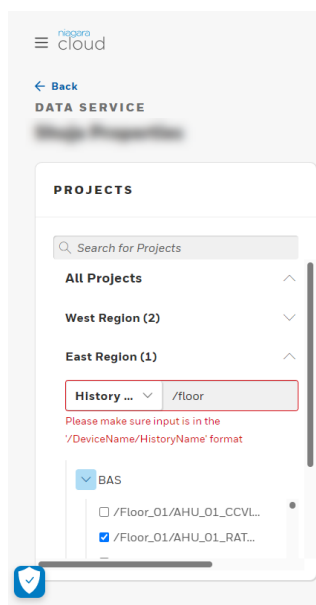 niagara
cloud
← Back
DATA SERVICE
PROJECTS
Search for Projects
All Projects
West Region (2)
East Region (1)
History ... /floor
Please make sure input is in the
'/DeviceName/HistoryName' format
BAS
/Floor_01/AHU_01_CCVl...
/Floor_01/AHU_01_RAT...